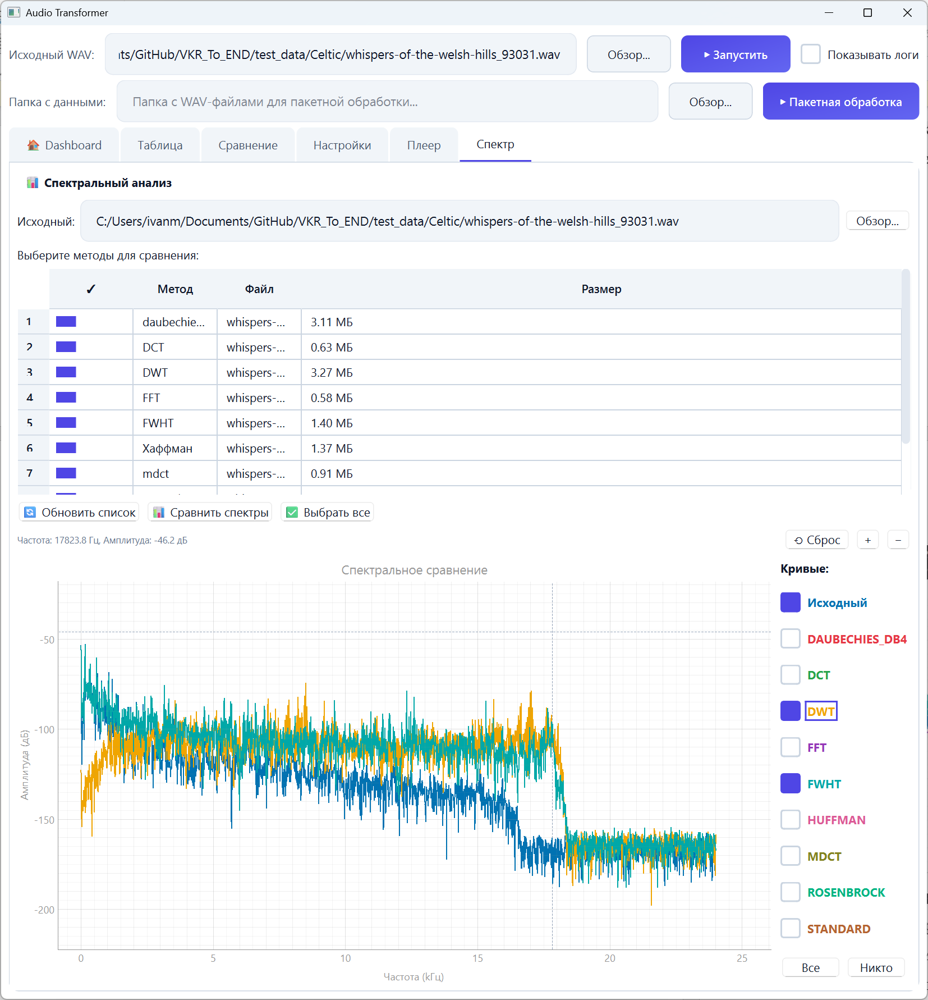 Audio Transformer
Исходный WAV: ıts/GitHub/VKR_To_END/test_data/Celtic/whispers-of-the-welsh-hills_93031.wav Обзор... Запустить Показывать логи
Папка с данными: Папка с WAV-файлами для пакетной обработки... Обзор... Пакетная обработка
Dashboard Таблица Сравнение Настройки Плеер Спектр
Спектральный анализ
Исходный: C:/Users/ivanm/Documents/GitHub/VKR_To_END/test_data/Celtic/whispers-of-the-welsh-hills_93031.wav Обзор...
Выберите методы для сравнения:
✓ Метод Файл Размер
1 daubechie... whispers-... 3.11 МБ
2 DCT whispers-... 0.63 МБ
3 DWT whispers-... 3.27 МБ
4 FFT whispers-... 0.58 МБ
5 FWHT whispers-... 1.40 МБ
6 Хаффман whispers-... 1.37 МБ
7 mdct whispers-... 0.91 МБ
Обновить список Сравнить спектры Выбрать все
Частота: 17823.8 Гц, Амплитуда: -46.2 дБ Сброс + −
Спектральное сравнение
Амплитуда (дБ)
-50
-100
-150
-200
0 5 10 15 20 25
Частота (kГц)
Кривые:
Исходный
DAUBECHIES_DB4
DCT
DWT
FFT
FWHT
HUFFMAN
MDCT
ROSENBROCK
STANDARD
Все Никто